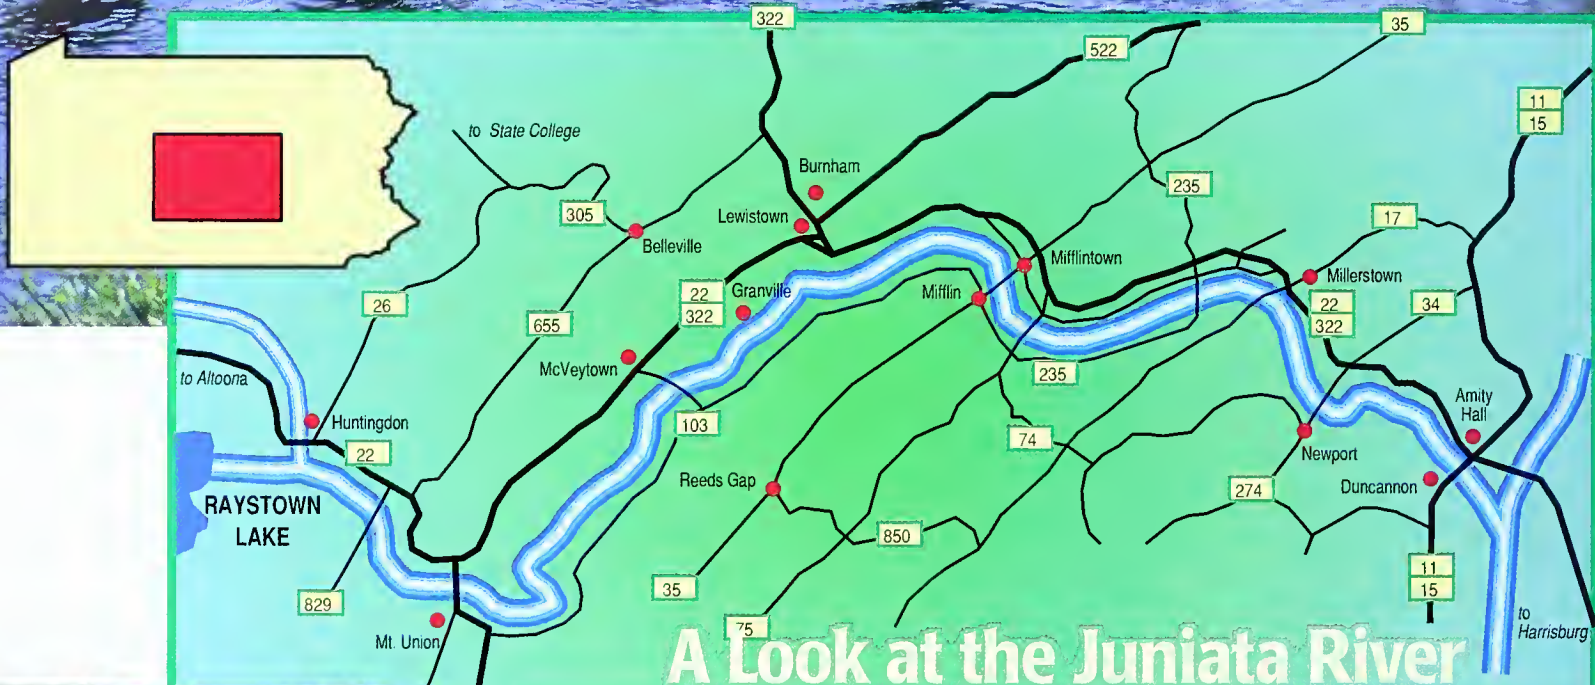 322
35
522
11
15
to State College
Burnham
235
305
Lewistown
17
Belleville
Mifflintown
Millerstown
26
22
322
Granville
Mifflin
22
322
34
655
McVeytown
to Altoona
235
Amity
Hall
Huntingdon
103
74
22
Newport
Reeds Gap
274
Duncannon
RAYSTOWN
LAKE
850
829
35
11
15
75
Mt. Union
to
Harrisburg
A Look at the Juniata River